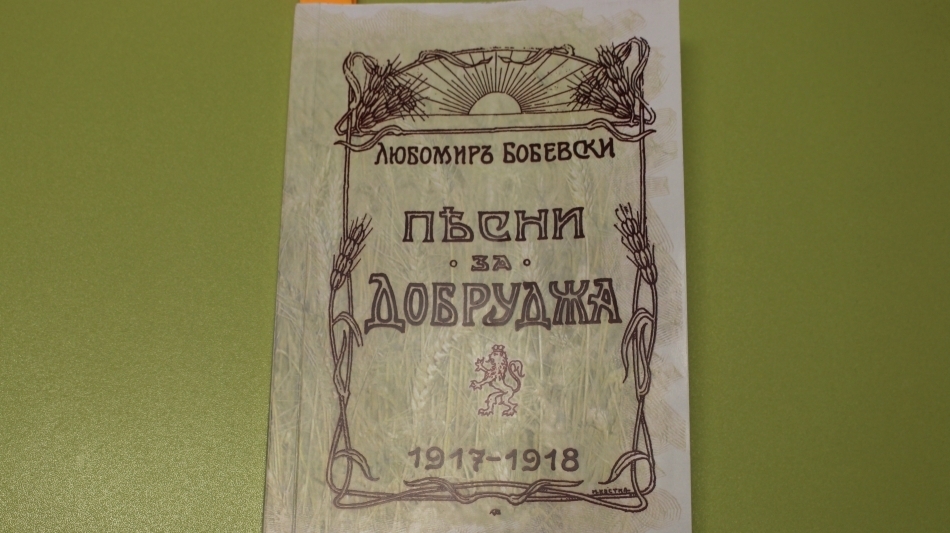 ЛЮБОМИРЪ БОБЕВСКИ
ПѢСНИ
· ЗА ·
ДОБРУДЖА
1917-1918